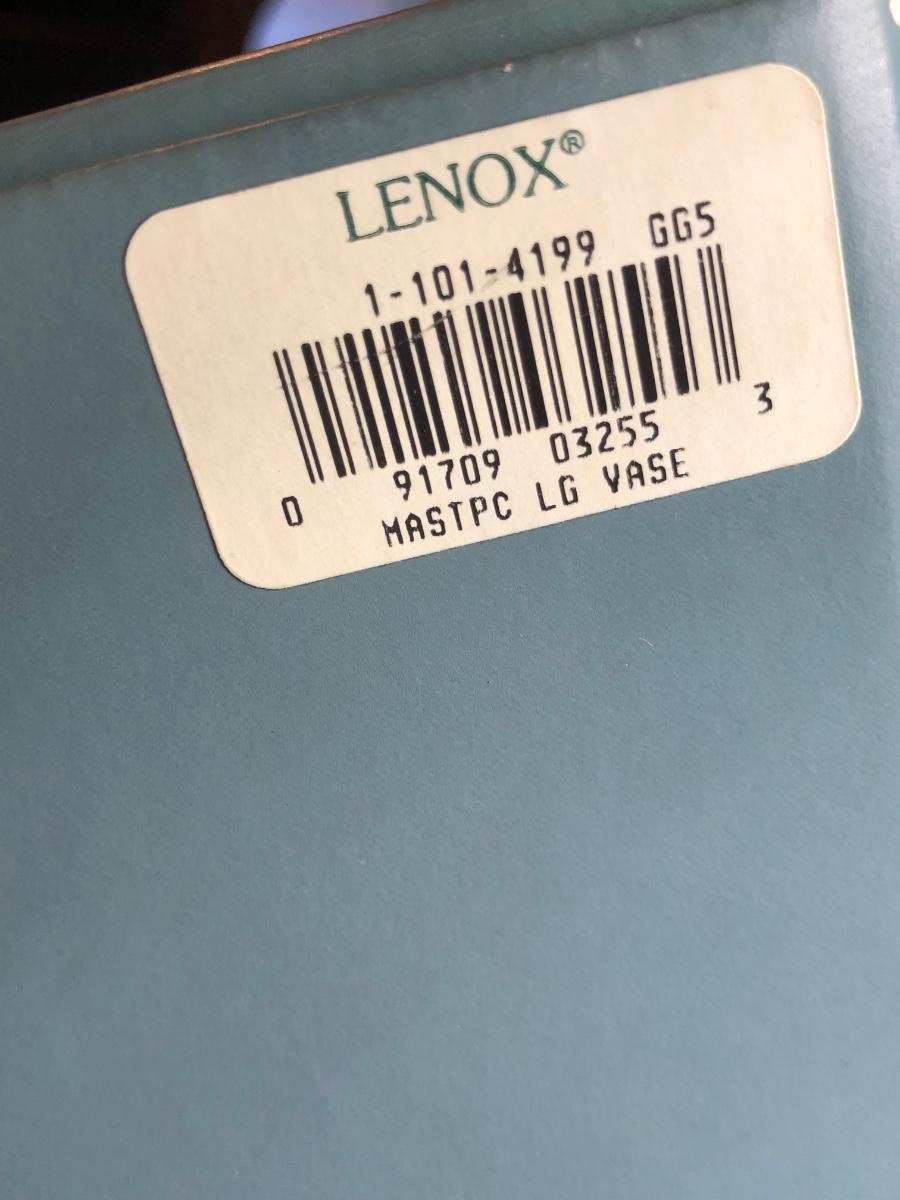 LENOX®
1-101-4199 GG5
0 91709 03255 3
MASTPC LG VASE